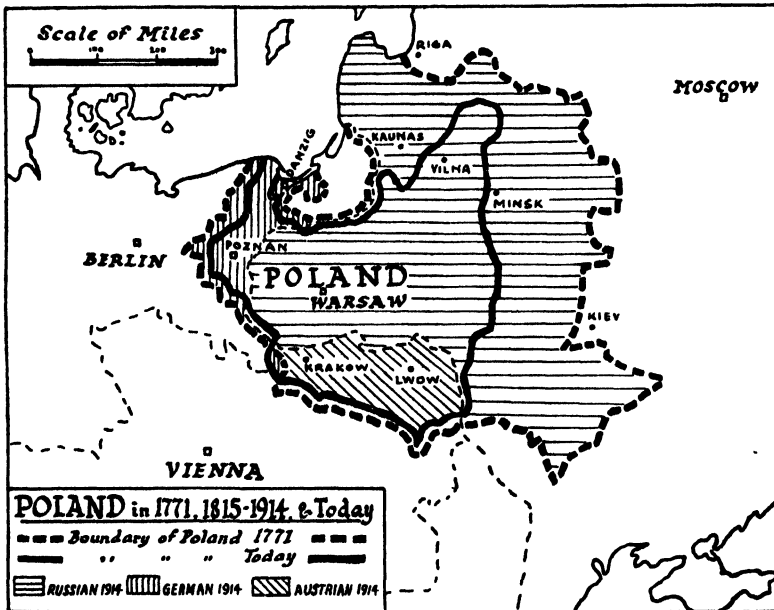 Scale of Miles
0 100 200 300
RIGA
MOSCOW
KAUNAS
DANZIG
VILNA
MINSK
BERLIN
POZNAN
POLAND
WARSAW
KIEV
KRAKOW
LWOW
VIENNA
POLAND in 1771, 1815-1914, & Today
Boundary of Poland 1771
" " " Today
RUSSIAN 1914 GERMAN 1914 AUSTRIAN 1914